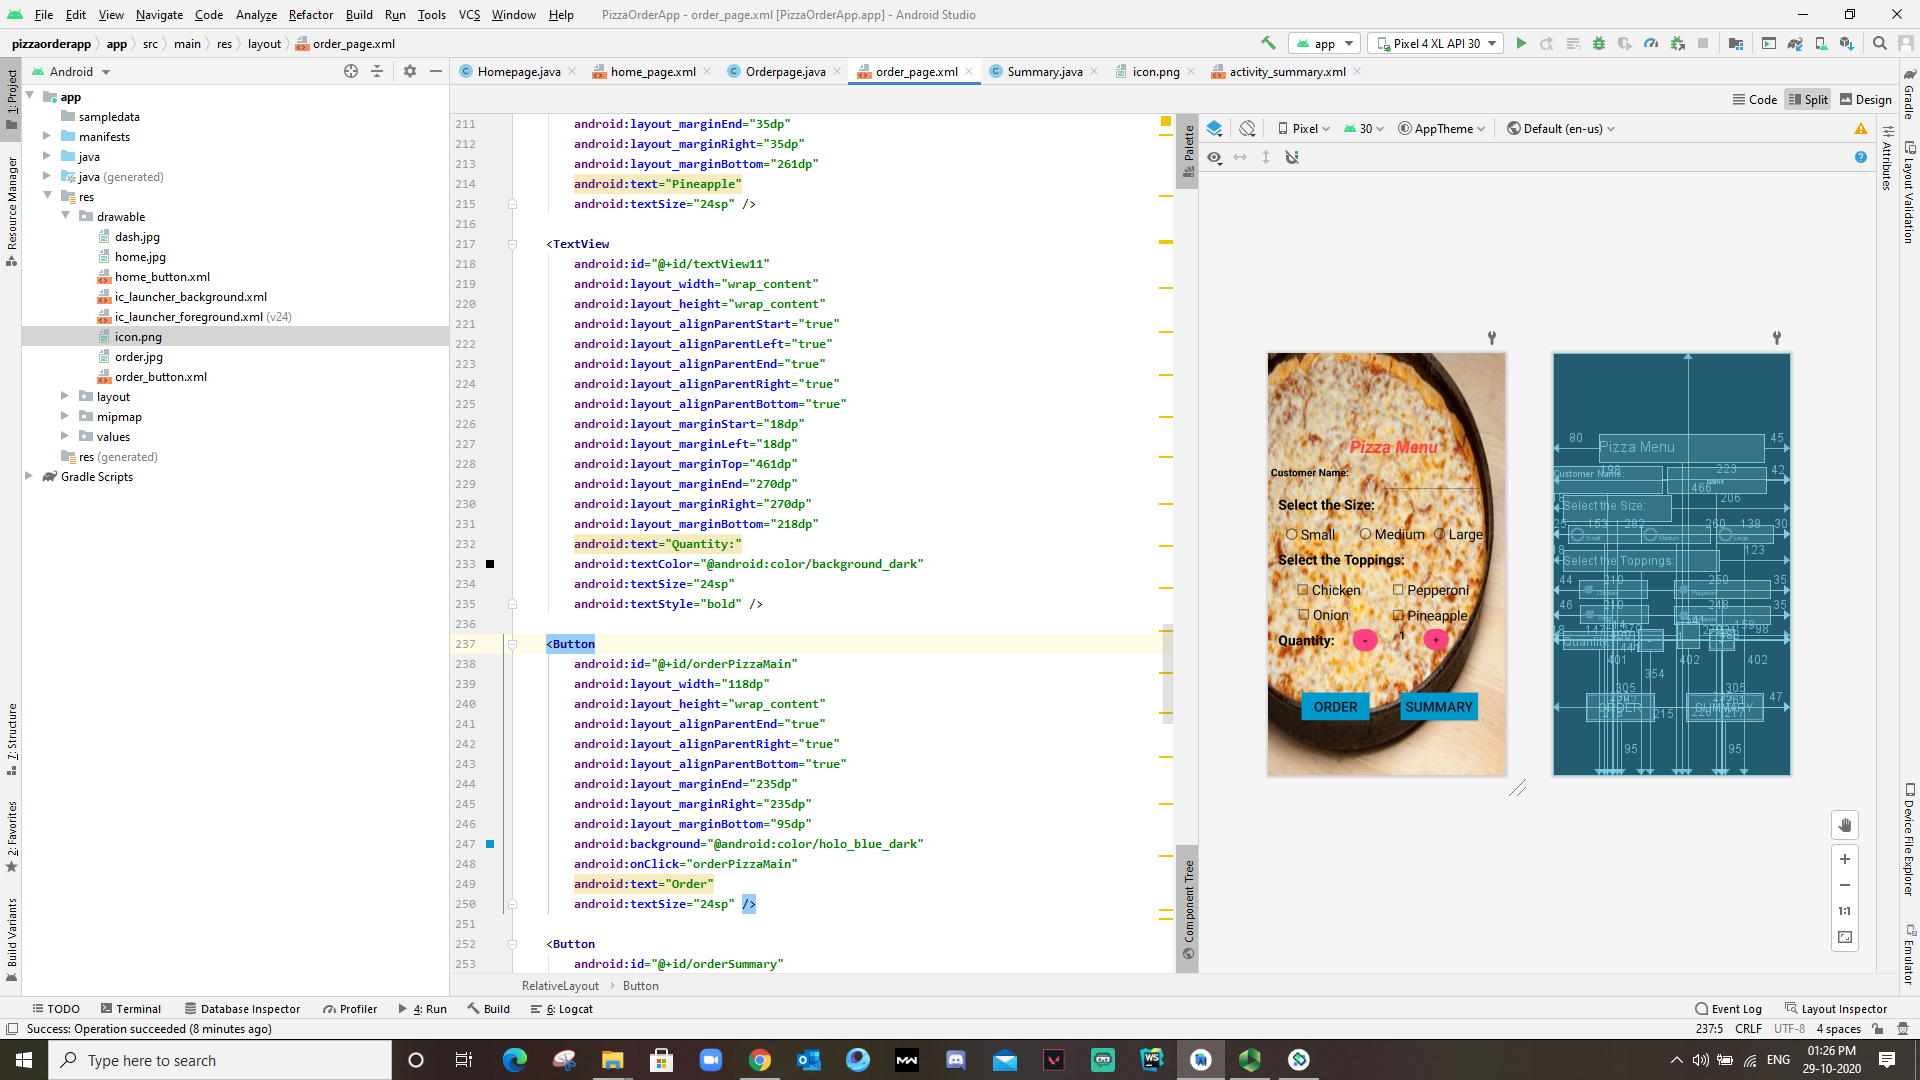 File Edit View Navigate Code Analyze Refactor Build Run Tools VCS Window Help PizzaOrderApp - order_page.xml [PizzaOrderApp.app] - Android Studio
pizzaorderapp app src main res layout order_page.xml app Pixel 4 XL API 30
Android Homepage.java home_page.xml Orderpage.java order_page.xml Summary.java icon.png activity_summary.xml
Code Split Design
1: Project
Resource Manager
7: Structure
2: Favorites
Build Variants
app
sampledata
manifests
java
java (generated)
res
drawable
dash.jpg
home.jpg
home_button.xml
ic_launcher_background.xml
ic_launcher_foreground.xml (v24)
icon.png
order.jpg
order_button.xml
layout
mipmap
values
res (generated)
Gradle Scripts
211 android:layout_marginEnd="35dp"
212 android:layout_marginRight="35dp"
213 android:layout_marginBottom="261dp"
214 android:text="Pineapple"
215 android:textSize="24sp" />
216
217 <TextView
218 android:id="@+id/textView11"
219 android:layout_width="wrap_content"
220 android:layout_height="wrap_content"
221 android:layout_alignParentStart="true"
222 android:layout_alignParentLeft="true"
223 android:layout_alignParentEnd="true"
224 android:layout_alignParentRight="true"
225 android:layout_alignParentBottom="true"
226 android:layout_marginStart="18dp"
227 android:layout_marginLeft="18dp"
228 android:layout_marginTop="461dp"
229 android:layout_marginEnd="270dp"
230 android:layout_marginRight="270dp"
231 android:layout_marginBottom="218dp"
232 android:text="Quantity:"
233 android:textColor="@android:color/background_dark"
234 android:textSize="24sp"
235 android:textStyle="bold" />
236
237 <Button
238 android:id="@+id/orderPizzaMain"
239 android:layout_width="118dp"
240 android:layout_height="wrap_content"
241 android:layout_alignParentEnd="true"
242 android:layout_alignParentRight="true"
243 android:layout_alignParentBottom="true"
244 android:layout_marginEnd="235dp"
245 android:layout_marginRight="235dp"
246 android:layout_marginBottom="95dp"
247 android:background="@android:color/holo_blue_dark"
248 android:onClick="orderPizzaMain"
249 android:text="Order"
250 android:textSize="24sp" />
251
252 <Button
253 android:id="@+id/orderSummary"
RelativeLayout Button
Palette
Component Tree
Pixel 30 AppTheme Default (en-us)
Pizza Menu
Customer Name:
Select the Size:
Small Medium Large
Select the Toppings:
Chicken Pepperoni
Onion Pineapple
Quantity: - 1 +
ORDER SUMMARY
80 Pizza Menu 45
Customer Name: 223 42
466
206
Select the Size:
153 282 260 138 30
Select the Toppings: 123
44 210 250 35
46 210 248 35
401 402 402
354
305 305
ORDER SUMMARY 47
215 217
95 95
1:1
Attributes
Gradle
Layout Validation
Device File Explorer
Emulator
TODO Terminal Database Inspector Profiler 4: Run Build 6: Logcat Event Log Layout Inspector
Success: Operation succeeded (8 minutes ago) 237:5 CRLF UTF-8 4 spaces
Type here to search ENG 01:26 PM
29-10-2020